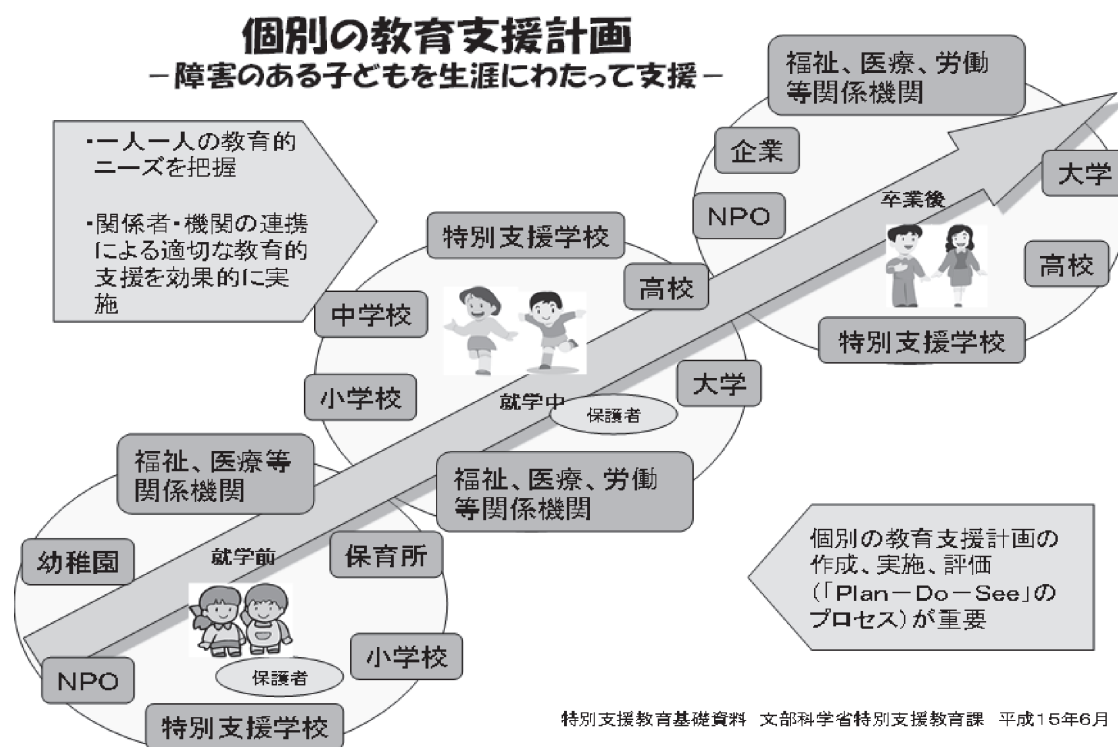 個別の教育支援計画
－障害のある子どもを生涯にわたって支援－
・一人一人の教育的
ニーズを把握
・関係者・機関の連携
による適切な教育的
支援を効果的に実
施
福祉、医療、労働
等関係機関
企業
大学
NPO
卒業後
高校
特別支援学校
特別支援学校
高校
中学校
小学校
大学
就学中
保護者
福祉、医療、労働
等関係機関
福祉、医療等
関係機関
幼稚園
就学前
保育所
小学校
NPO
保護者
特別支援学校
個別の教育支援計画の
作成、実施、評価
(「Plan－Do－See」の
プロセス)が重要
特別支援教育基礎資料 文部科学省特別支援教育課 平成15年6月